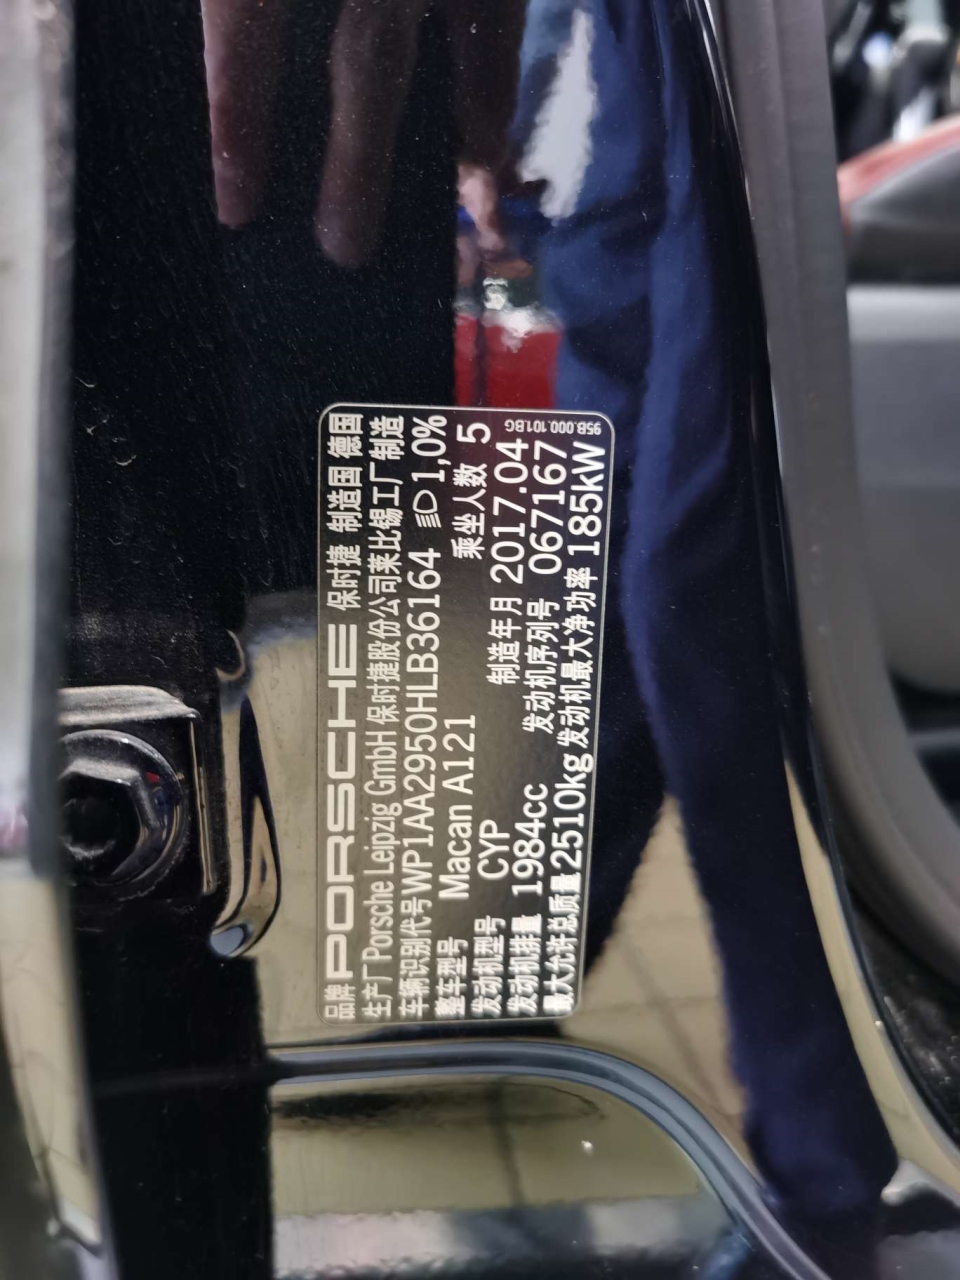 品牌 PORSCHE 保时捷 制造国 德国
生产厂 Porsche Leipzig GmbH 保时捷股份公司莱比锡工厂制造
车辆识别代号 WP1AA2950HLB36164 1,0%
整车型号 Macan A121 乘坐人数 5
发动机型号 CYP 制造年月 2017.04
发动机排量 1984cc 发动机序列号 067167
最大允许总质量 2510kg 发动机最大净功率 185kW
95B.000.101.BG